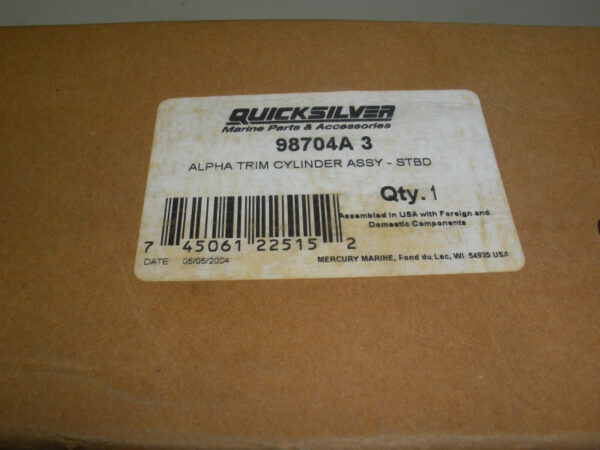 QUICKSILVER
Marine Parts & Accessories
98704A 3
ALPHA TRIM CYLINDER ASSY - STBD
Qty. 1
Assembled in USA with Foreign and
Domestic Components
7 45061 22515 2
DATE: 05/05/2004
MERCURY MARINE, Fond du Lac, WI 54935 USA